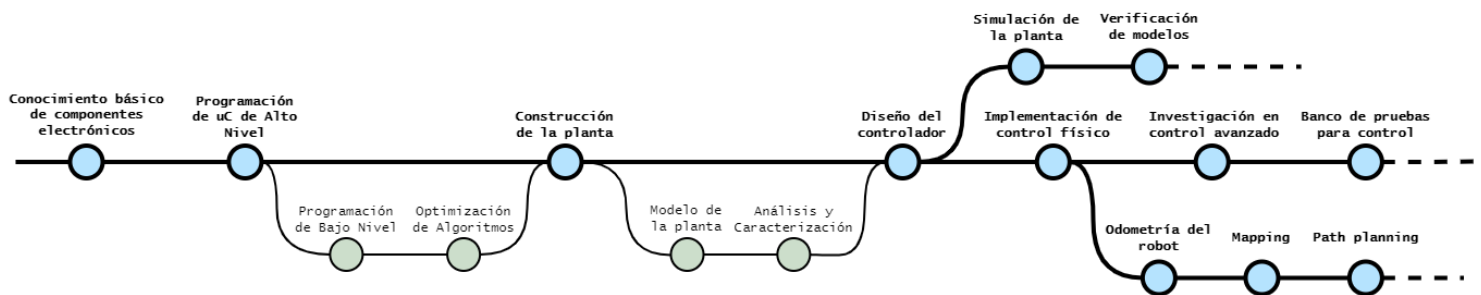 Simulación de
la planta
Verificación
de modelos
Conocimiento básico
de componentes
electrónicos
Programación
de uC de Alto
Nivel
Construcción
de la planta
Diseño del
controlador
Implementación de
control físico
Investigación en
control avanzado
Banco de pruebas
para control
Programación
de Bajo Nivel
Optimización
de Algoritmos
Modelo de
la planta
Análisis y
Caracterización
Odometría del
robot
Mapping
Path planning